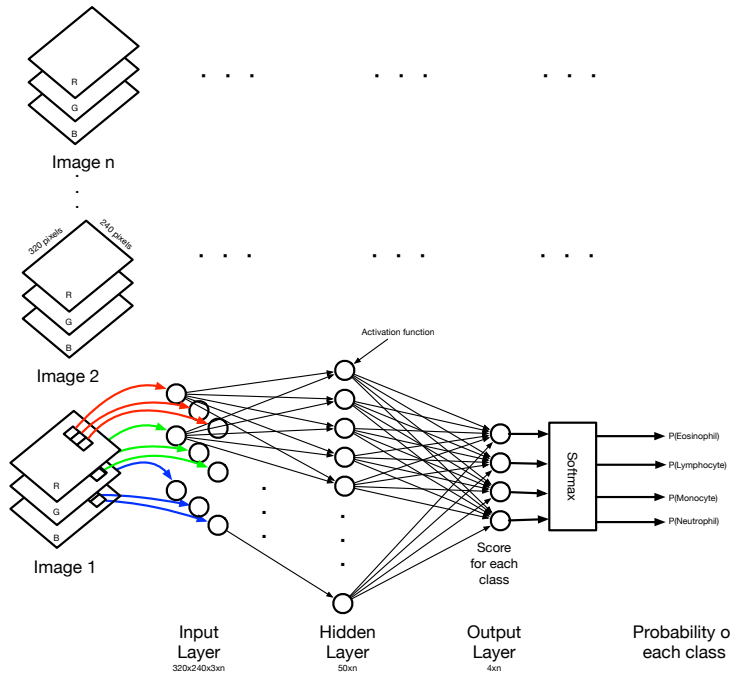 R
G
B
Image n
320 pixels
240 pixels
R
G
B
Image 2
Activation function
R
G
B
Image 1
Softmax
P(Eosinophil)
P(Lymphocyte)
P(Monocyte)
P(Neutrophil)
Score
for each
class
Input
Layer
320x240x3xn
Hidden
Layer
50xn
Output
Layer
4xn
Probability o
each class